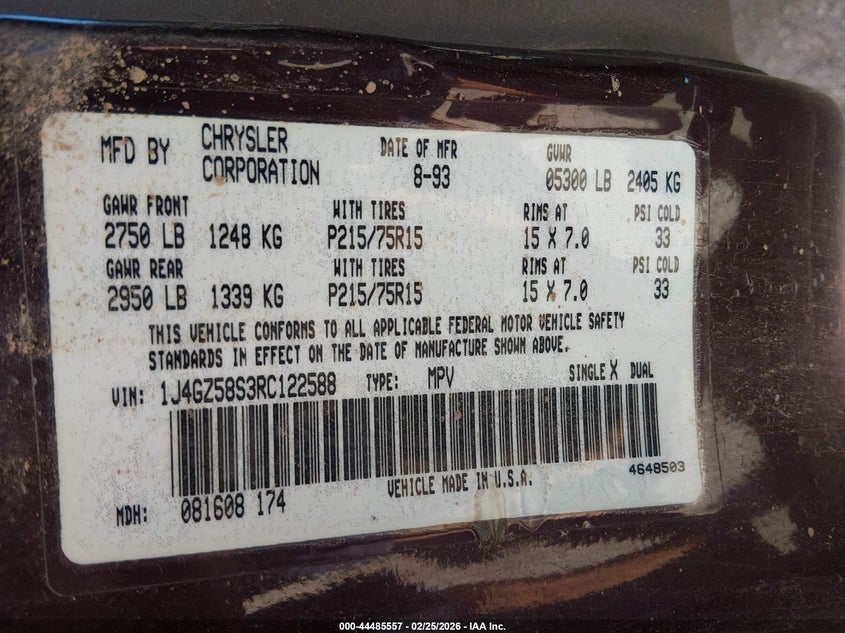 MFD BY CHRYSLER CORPORATION DATE OF MFR 8-93 GVWR 05300 LB 2405 KG
GAWR FRONT WITH TIRES RIMS AT PSI COLD
2750 LB 1248 KG P215/75R15 15 X 7.0 33
GAWR REAR WITH TIRES RIMS AT PSI COLD
2950 LB 1339 KG P215/75R15 15 X 7.0 33
THIS VEHICLE CONFORMS TO ALL APPLICABLE FEDERAL MOTOR VEHICLE SAFETY
STANDARDS IN EFFECT ON THE DATE OF MANUFACTURE SHOWN ABOVE.
VIN: 1J4GZ58S3RC122588 TYPE: MPV SINGLE X DUAL
4648503
VEHICLE MADE IN U.S.A.
MDH: 081608 174
000-44485557 - 02/25/2026 - IAA Inc.